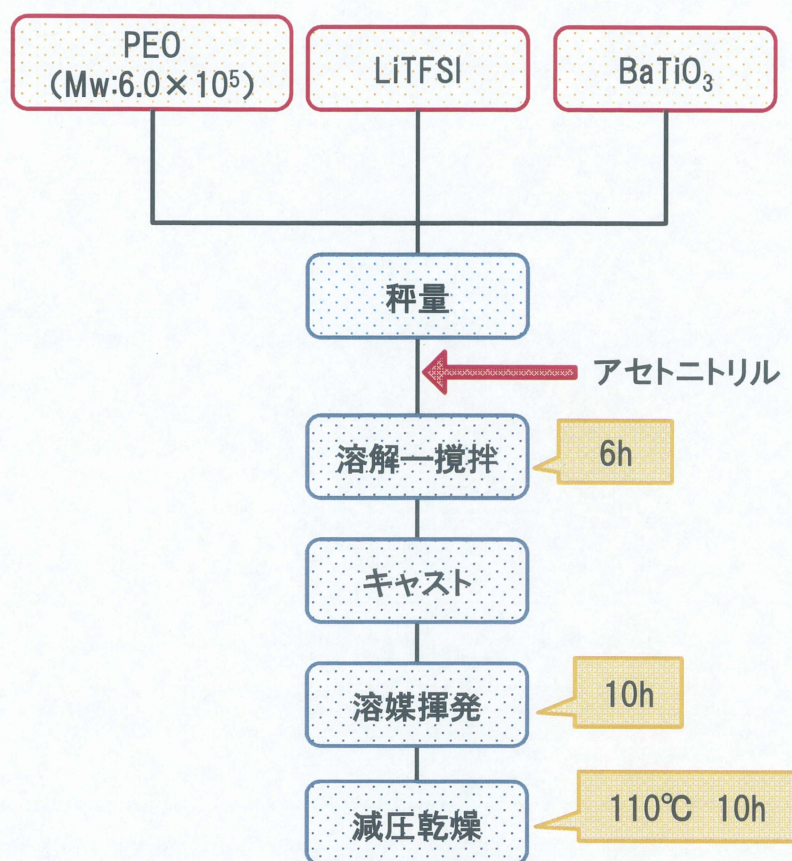 PEO
(Mw:6.0×10⁵)
LiTFSI
BaTiO₃
秤量
アセトニトリル
溶解―攪拌
6h
キャスト
溶媒揮発
10h
減圧乾燥
110℃ 10h